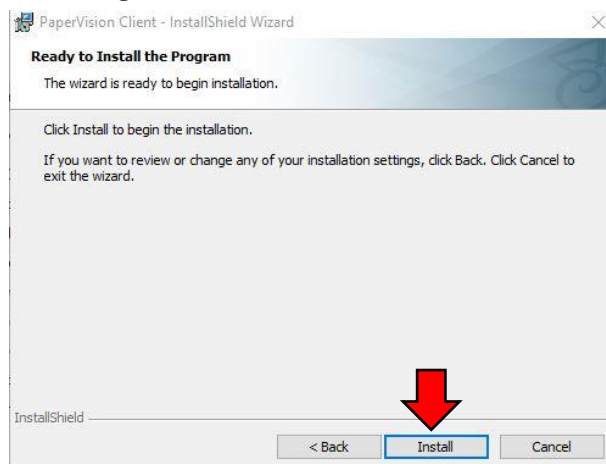 PaperVision Client - InstallShield Wizard
Ready to Install the Program
The wizard is ready to begin installation.
Click Install to begin the installation.
If you want to review or change any of your installation settings, click Back. Click Cancel to
exit the wizard.
InstallShield
< Back Install Cancel